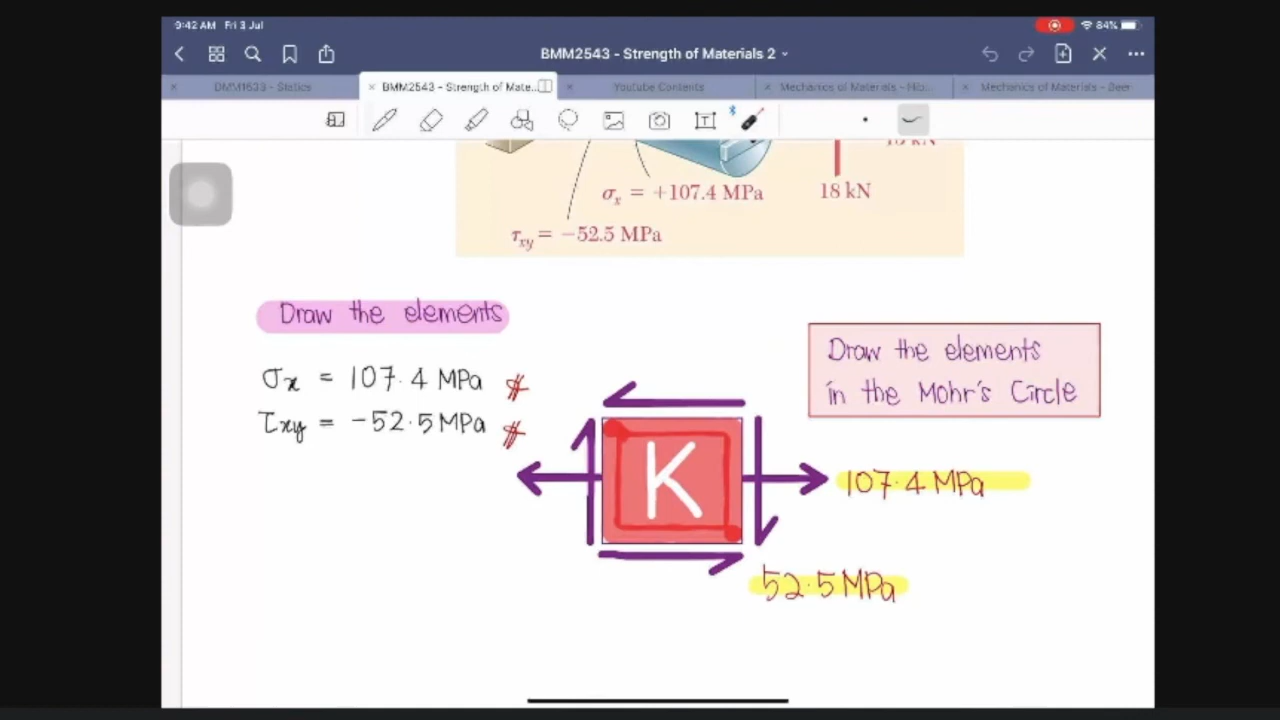 9:42 AM Fri 3 Jul
84%
BMM2543 - Strength of Materials 2
DMM1633 - Statics
BMM2543 - Strength of Mate...
Youtube Contents
Mechanics of Materials - Hib...
Mechanics of Materials - Beer
15 kN
σx = +107.4 MPa
18 kN
τxy = −52.5 MPa
Draw the elements
σx = 107.4 MPa
τxy = -52.5 MPa
Draw the elements
in the Mohr's Circle
K
107.4 MPa
52.5 MPa